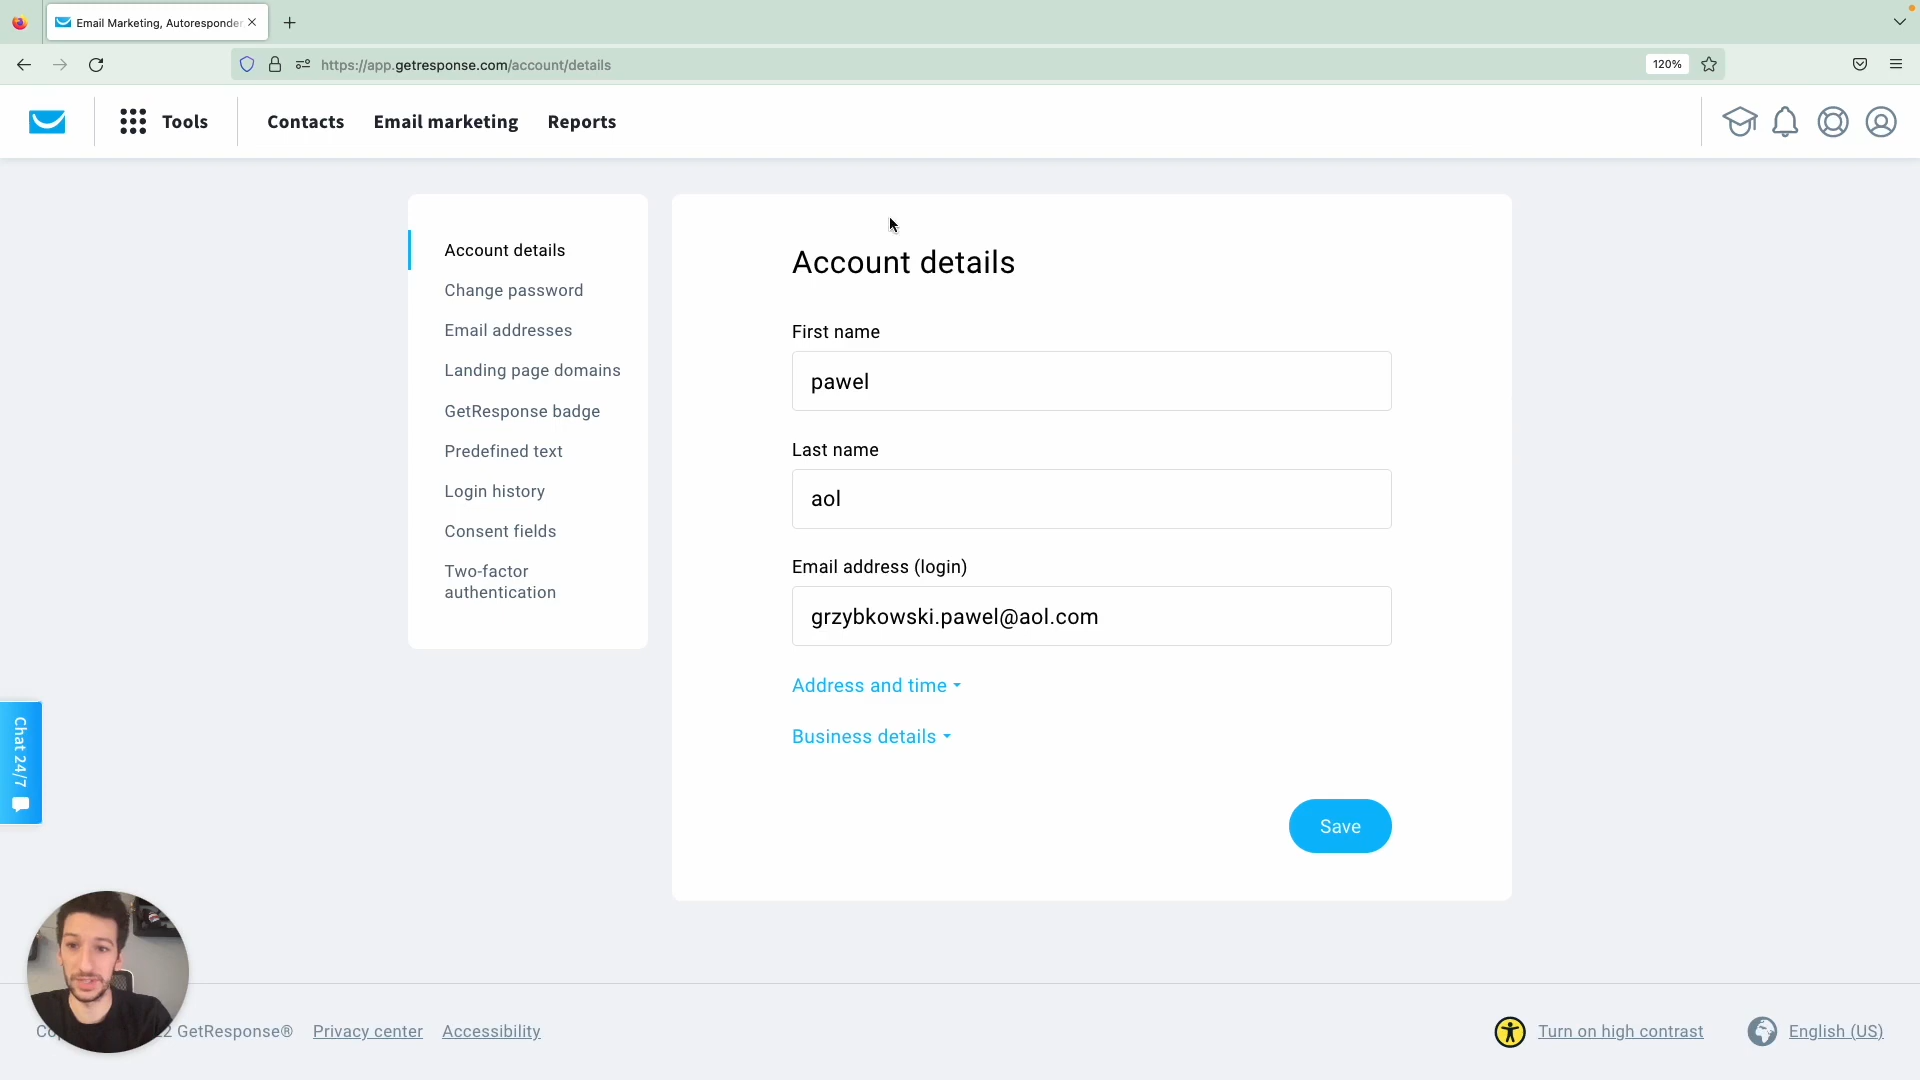 Email Marketing, Autoresponder
https://app.getresponse.com/account/details
120%
Tools
Contacts
Email marketing
Reports
Account details
Change password
Email addresses
Landing page domains
GetResponse badge
Predefined text
Login history
Consent fields
Two-factor
authentication
Account details
First name
pawel
Last name
aol
Email address (login)
grzybkowski.pawel@aol.com
Address and time
Business details
Save
Chat 24/7
GetResponse®
Privacy center
Accessibility
Turn on high contrast
English (US)